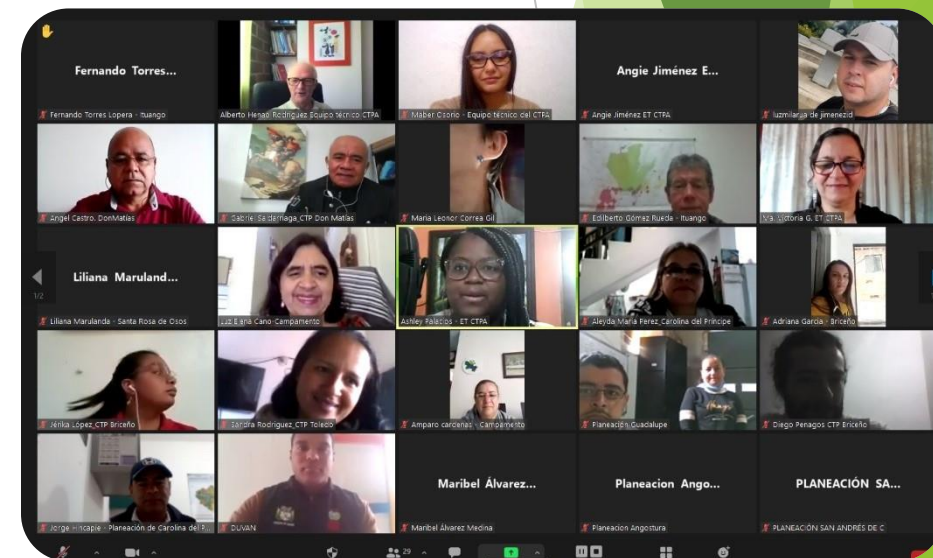 Fernando Torres...
Fernando Torres Lopera - Ituango
Alberto Henao Rodriguez Equipo técnico CTPA
Maber Osorio - Equipo técnico del CTPA
Angie Jiménez E...
Angie Jiménez ET CTPA
luzmilarya de jimenezid
Angel Castro. DonMatías
Gabriel Saldarriaga_CTP Don Matias
Maria Leonor Correa Gil
Edilberto Gómez Rueda - Ituango
Ma. Victoria G. ET CTPA
Liliana Maruland...
1/2
Liliana Marulanda - Santa Rosa de Osos
Luz Elena Cano-Campamento
Ashley Palacios - ET CTPA
Aleyda Maria Perez_Carolina del Principe
Adriana Garcia - Briceño
Jérika López_CTP Briceño
Sandra Rodriguez_CTP Toledo
Amparo cardenas - Campamento
Planeación Guadalupe
Diego Penagos CTP Briceño
Jorge Hincapie - Planeación de Carolina del P...
DUVAN
Maribel Álvarez...
Maribel Álvarez Medina
Planeacion Ango...
Planeacion Angostura
PLANEACIÓN SA...
PLANEACIÓN SAN ANDRÉS DE C
29